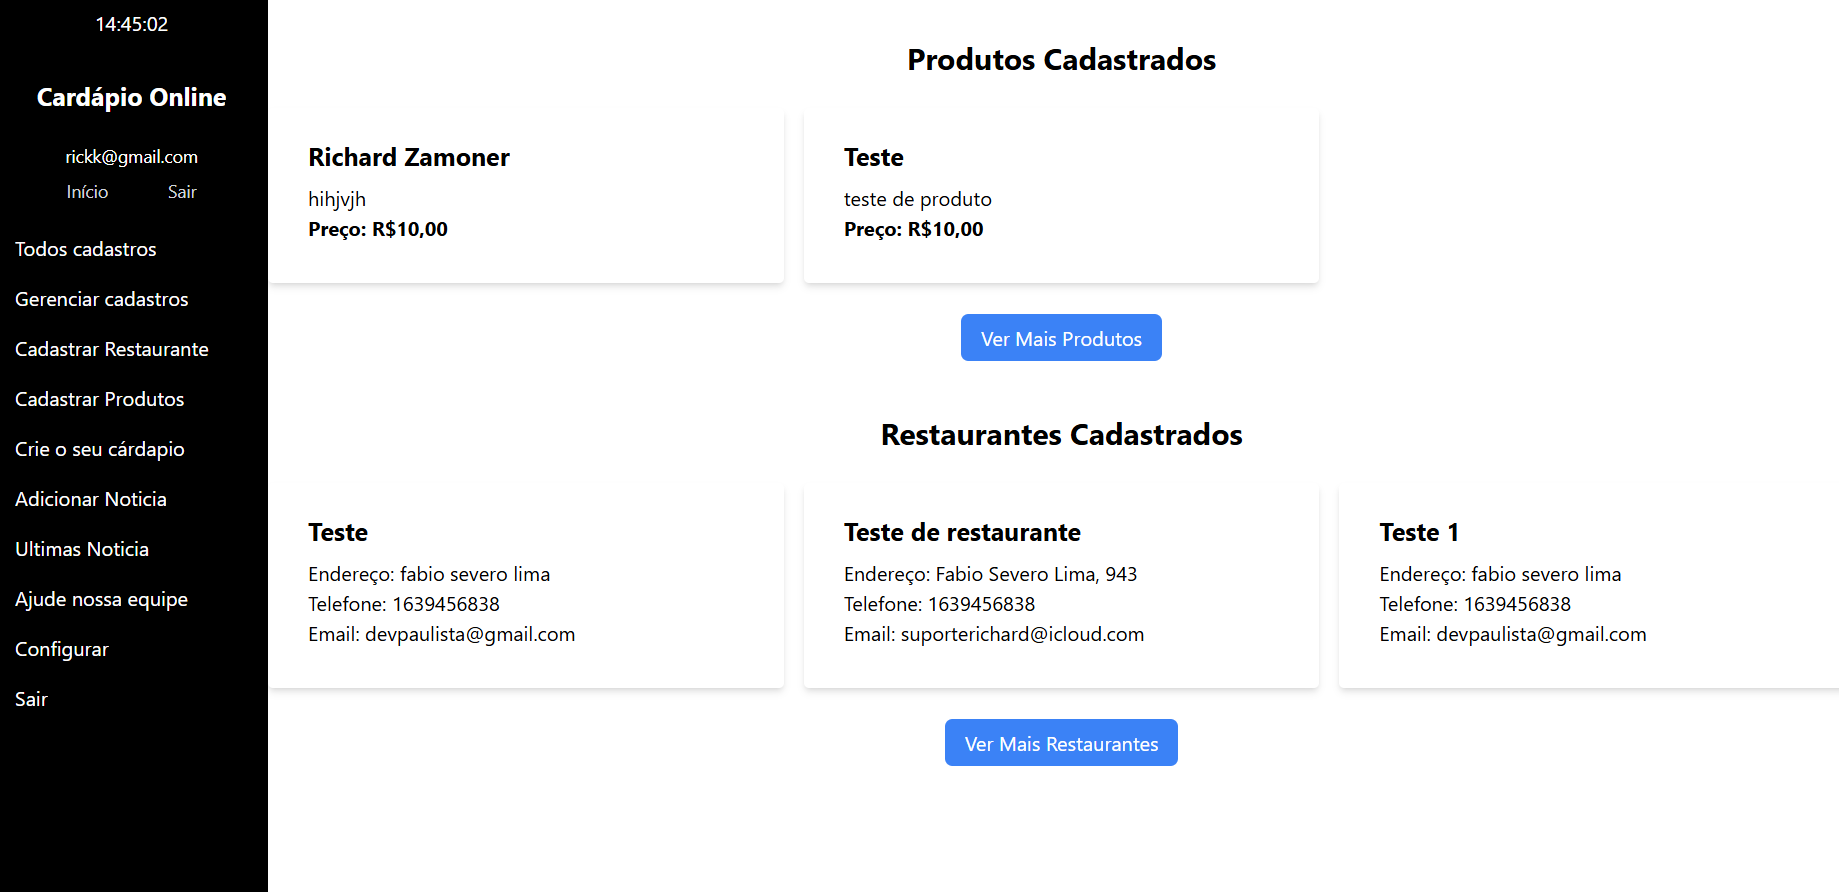 14:45:02
Cardápio Online
rickk@gmail.com
Início Sair
Todos cadastros
Gerenciar cadastros
Cadastrar Restaurante
Cadastrar Produtos
Crie o seu cárdapio
Adicionar Noticia
Ultimas Noticia
Ajude nossa equipe
Configurar
Sair
Produtos Cadastrados
Richard Zamoner
hihjvjh
Preço: R$10,00
Teste
teste de produto
Preço: R$10,00
Ver Mais Produtos
Restaurantes Cadastrados
Teste
Endereço: fabio severo lima
Telefone: 1639456838
Email: devpaulista@gmail.com
Teste de restaurante
Endereço: Fabio Severo Lima, 943
Telefone: 1639456838
Email: suporterichard@icloud.com
Teste 1
Endereço: fabio severo lima
Telefone: 1639456838
Email: devpaulista@gmail.com
Ver Mais Restaurantes